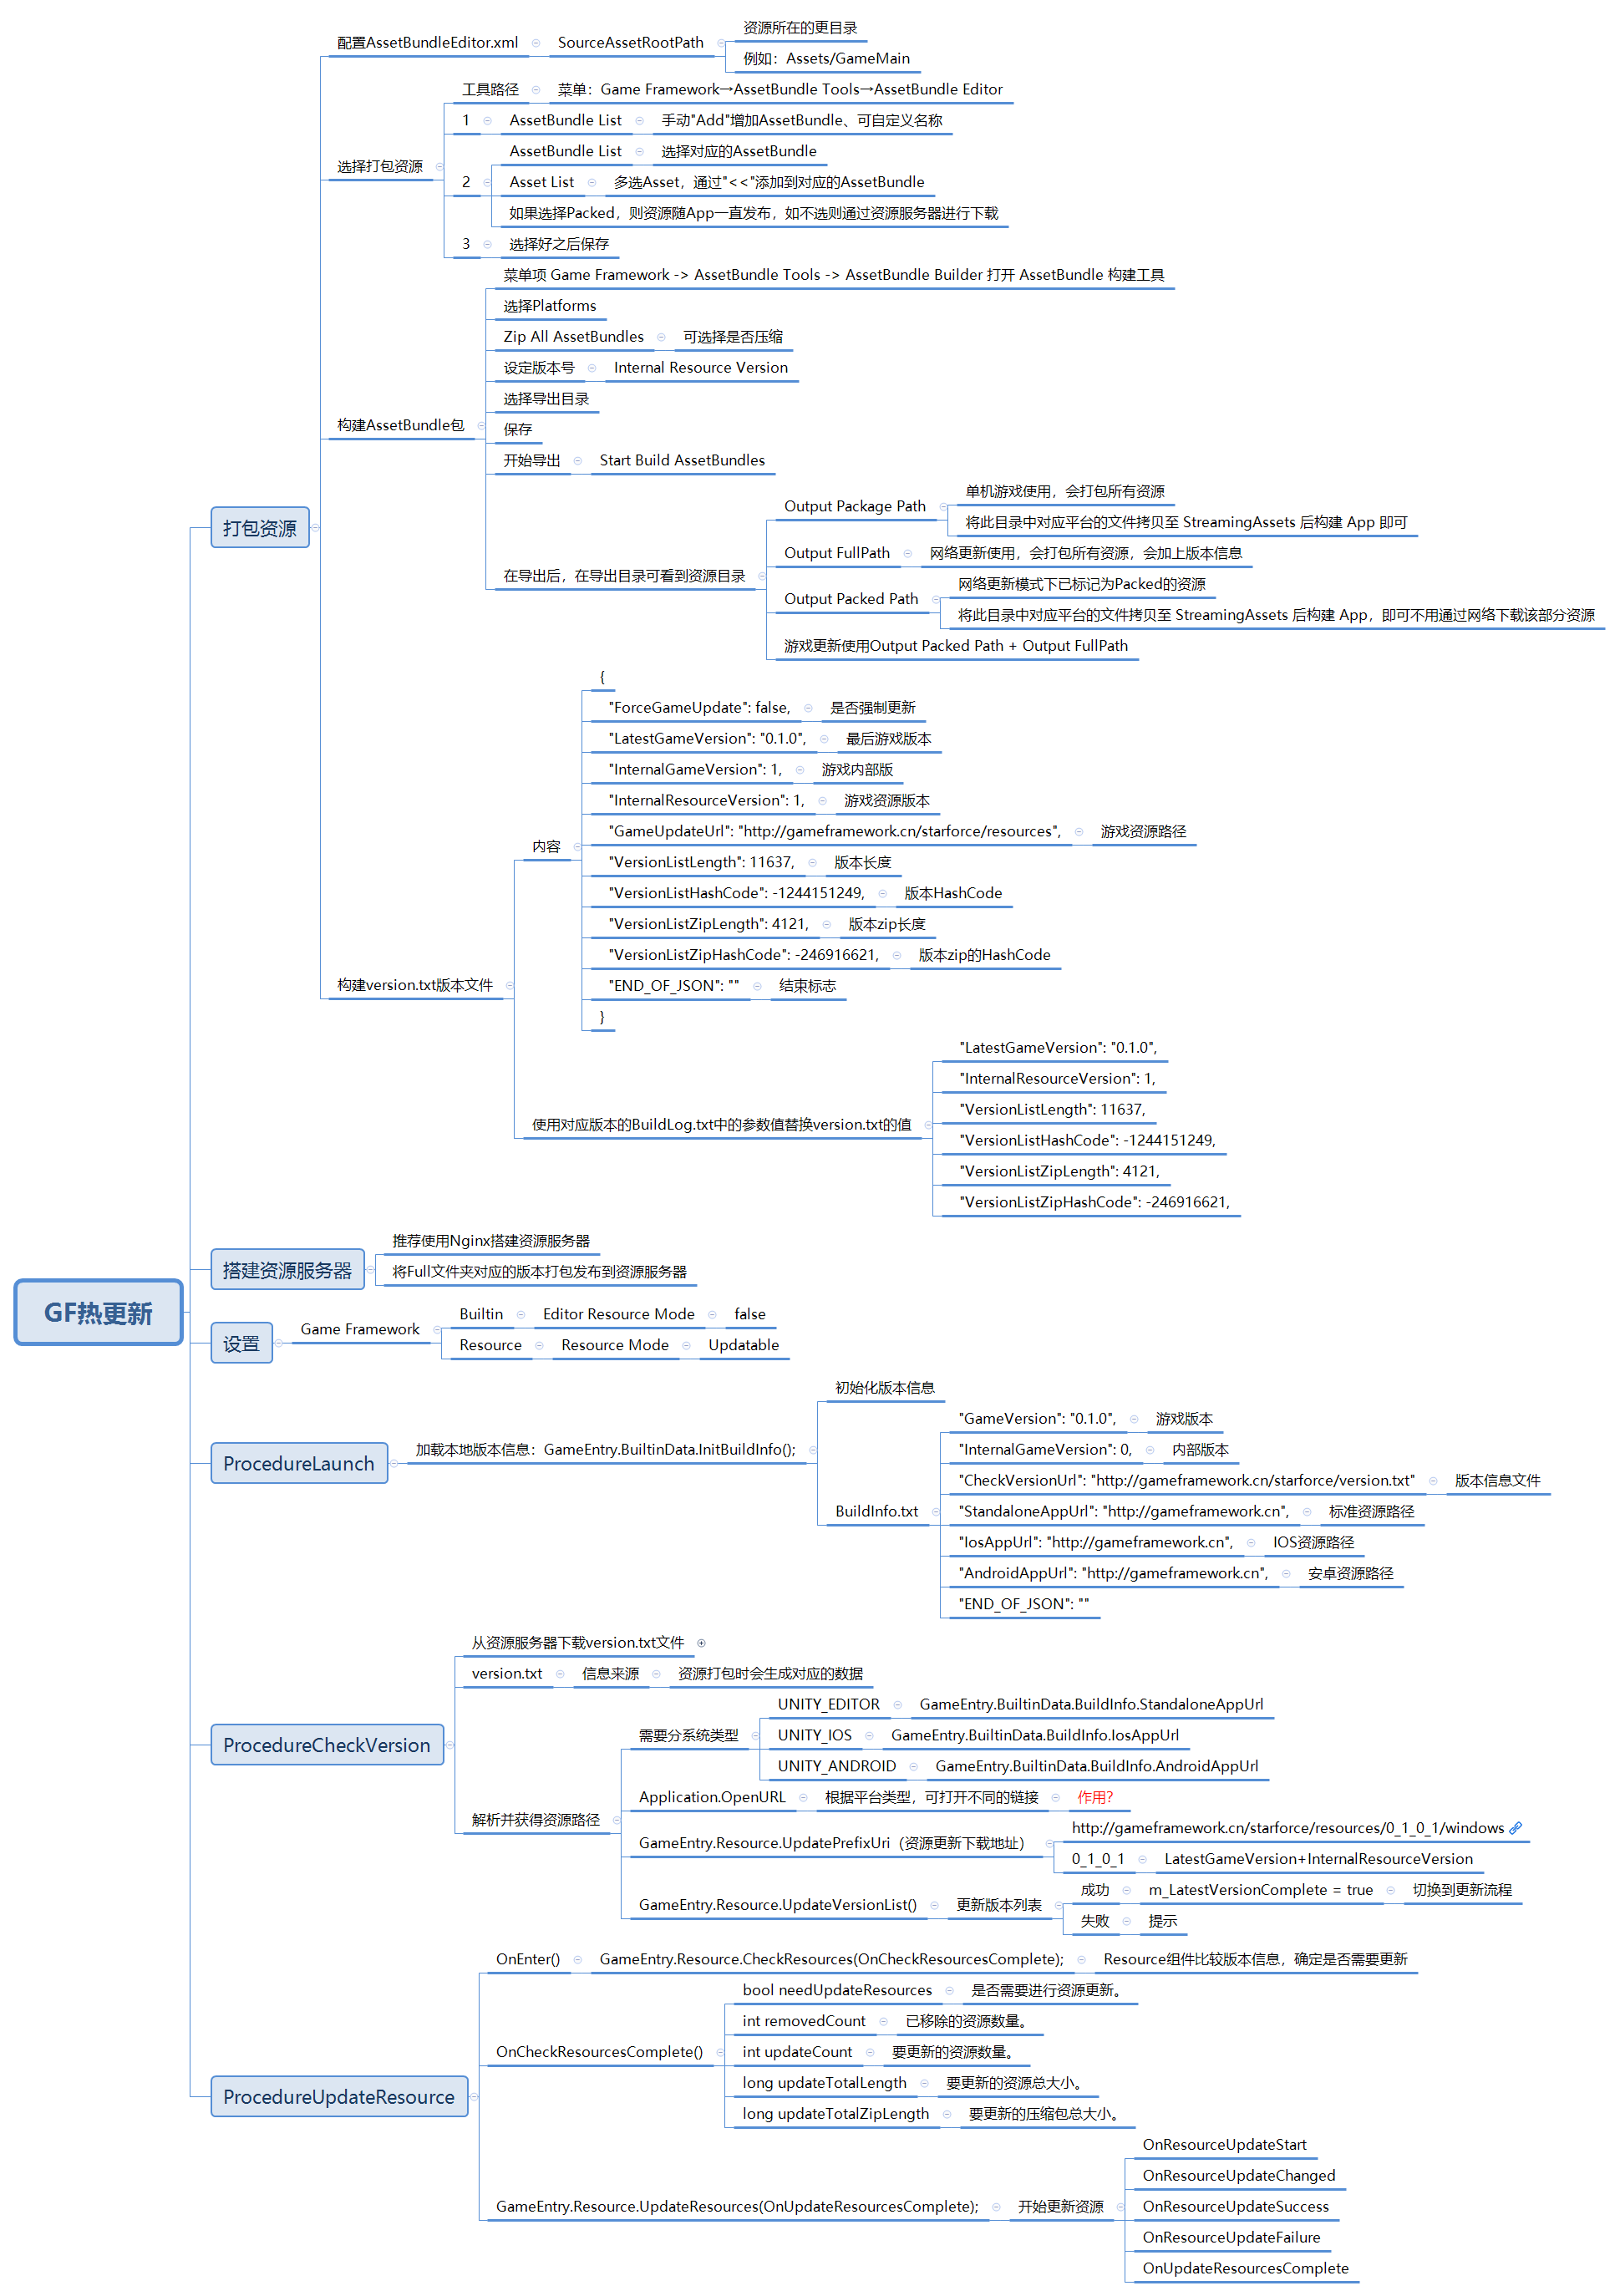 GF热更新
打包资源
配置AssetBundleEditor.xml
SourceAssetRootPath
资源所在的更目录
例如：Assets/GameMain
选择打包资源
工具路径
菜单：Game Framework→AssetBundle Tools→AssetBundle Editor
1
AssetBundle List
手动"Add"增加AssetBundle、可自定义名称
2
AssetBundle List
选择对应的AssetBundle
Asset List
多选Asset，通过"<<"添加到对应的AssetBundle
如果选择Packed，则资源随App一直发布，如不选则通过资源服务器进行下载
3
选择好之后保存
构建AssetBundle包
菜单项 Game Framework -> AssetBundle Tools -> AssetBundle Builder 打开 AssetBundle 构建工具
选择Platforms
Zip All AssetBundles
可选择是否压缩
设定版本号
Internal Resource Version
选择导出目录
保存
开始导出
Start Build AssetBundles
在导出后，在导出目录可看到资源目录
Output Package Path
单机游戏使用，会打包所有资源
将此目录中对应平台的文件拷贝至 StreamingAssets 后构建 App 即可
Output FullPath
网络更新使用，会打包所有资源，会加上版本信息
Output Packed Path
网络更新模式下已标记为Packed的资源
将此目录中对应平台的文件拷贝至 StreamingAssets 后构建 App，即可不用通过网络下载该部分资源
游戏更新使用Output Packed Path + Output FullPath
构建version.txt版本文件
内容
{
"ForceGameUpdate": false,
是否强制更新
"LatestGameVersion": "0.1.0",
最后游戏版本
"InternalGameVersion": 1,
游戏内部版
"InternalResourceVersion": 1,
游戏资源版本
"GameUpdateUrl": "http://gameframework.cn/starforce/resources",
游戏资源路径
"VersionListLength": 11637,
版本长度
"VersionListHashCode": -1244151249,
版本HashCode
"VersionListZipLength": 4121,
版本zip长度
"VersionListZipHashCode": -246916621,
版本zip的HashCode
"END_OF_JSON": ""
结束标志
}
使用对应版本的BuildLog.txt中的参数值替换version.txt的值
"LatestGameVersion": "0.1.0",
"InternalResourceVersion": 1,
"VersionListLength": 11637,
"VersionListHashCode": -1244151249,
"VersionListZipLength": 4121,
"VersionListZipHashCode": -246916621,
搭建资源服务器
推荐使用Nginx搭建资源服务器
将Full文件夹对应的版本打包发布到资源服务器
设置
Game Framework
Builtin
Editor Resource Mode
false
Resource
Resource Mode
Updatable
ProcedureLaunch
加载本地版本信息：GameEntry.BuiltinData.InitBuildInfo();
初始化版本信息
BuildInfo.txt
"GameVersion": "0.1.0",
游戏版本
"InternalGameVersion": 0,
内部版本
"CheckVersionUrl": "http://gameframework.cn/starforce/version.txt"
版本信息文件
"StandaloneAppUrl": "http://gameframework.cn",
标准资源路径
"IosAppUrl": "http://gameframework.cn",
IOS资源路径
"AndroidAppUrl": "http://gameframework.cn",
安卓资源路径
"END_OF_JSON": ""
ProcedureCheckVersion
从资源服务器下载version.txt文件
version.txt
信息来源
资源打包时会生成对应的数据
解析并获得资源路径
需要分系统类型
UNITY_EDITOR
GameEntry.BuiltinData.BuildInfo.StandaloneAppUrl
UNITY_IOS
GameEntry.BuiltinData.BuildInfo.IosAppUrl
UNITY_ANDROID
GameEntry.BuiltinData.BuildInfo.AndroidAppUrl
Application.OpenURL
根据平台类型，可打开不同的链接
作用？
GameEntry.Resource.UpdatePrefixUri（资源更新下载地址）
http://gameframework.cn/starforce/resources/0_1_0_1/windows
0_1_0_1
LatestGameVersion+InternalResourceVersion
GameEntry.Resource.UpdateVersionList()
更新版本列表
成功
m_LatestVersionComplete = true
切换到更新流程
失败
提示
ProcedureUpdateResource
OnEnter()
GameEntry.Resource.CheckResources(OnCheckResourcesComplete);
Resource组件比较版本信息，确定是否需要更新
OnCheckResourcesComplete()
bool needUpdateResources
是否需要进行资源更新。
int removedCount
已移除的资源数量。
int updateCount
要更新的资源数量。
long updateTotalLength
要更新的资源总大小。
long updateTotalZipLength
要更新的压缩包总大小。
GameEntry.Resource.UpdateResources(OnUpdateResourcesComplete);
开始更新资源
OnResourceUpdateStart
OnResourceUpdateChanged
OnResourceUpdateSuccess
OnResourceUpdateFailure
OnUpdateResourcesComplete